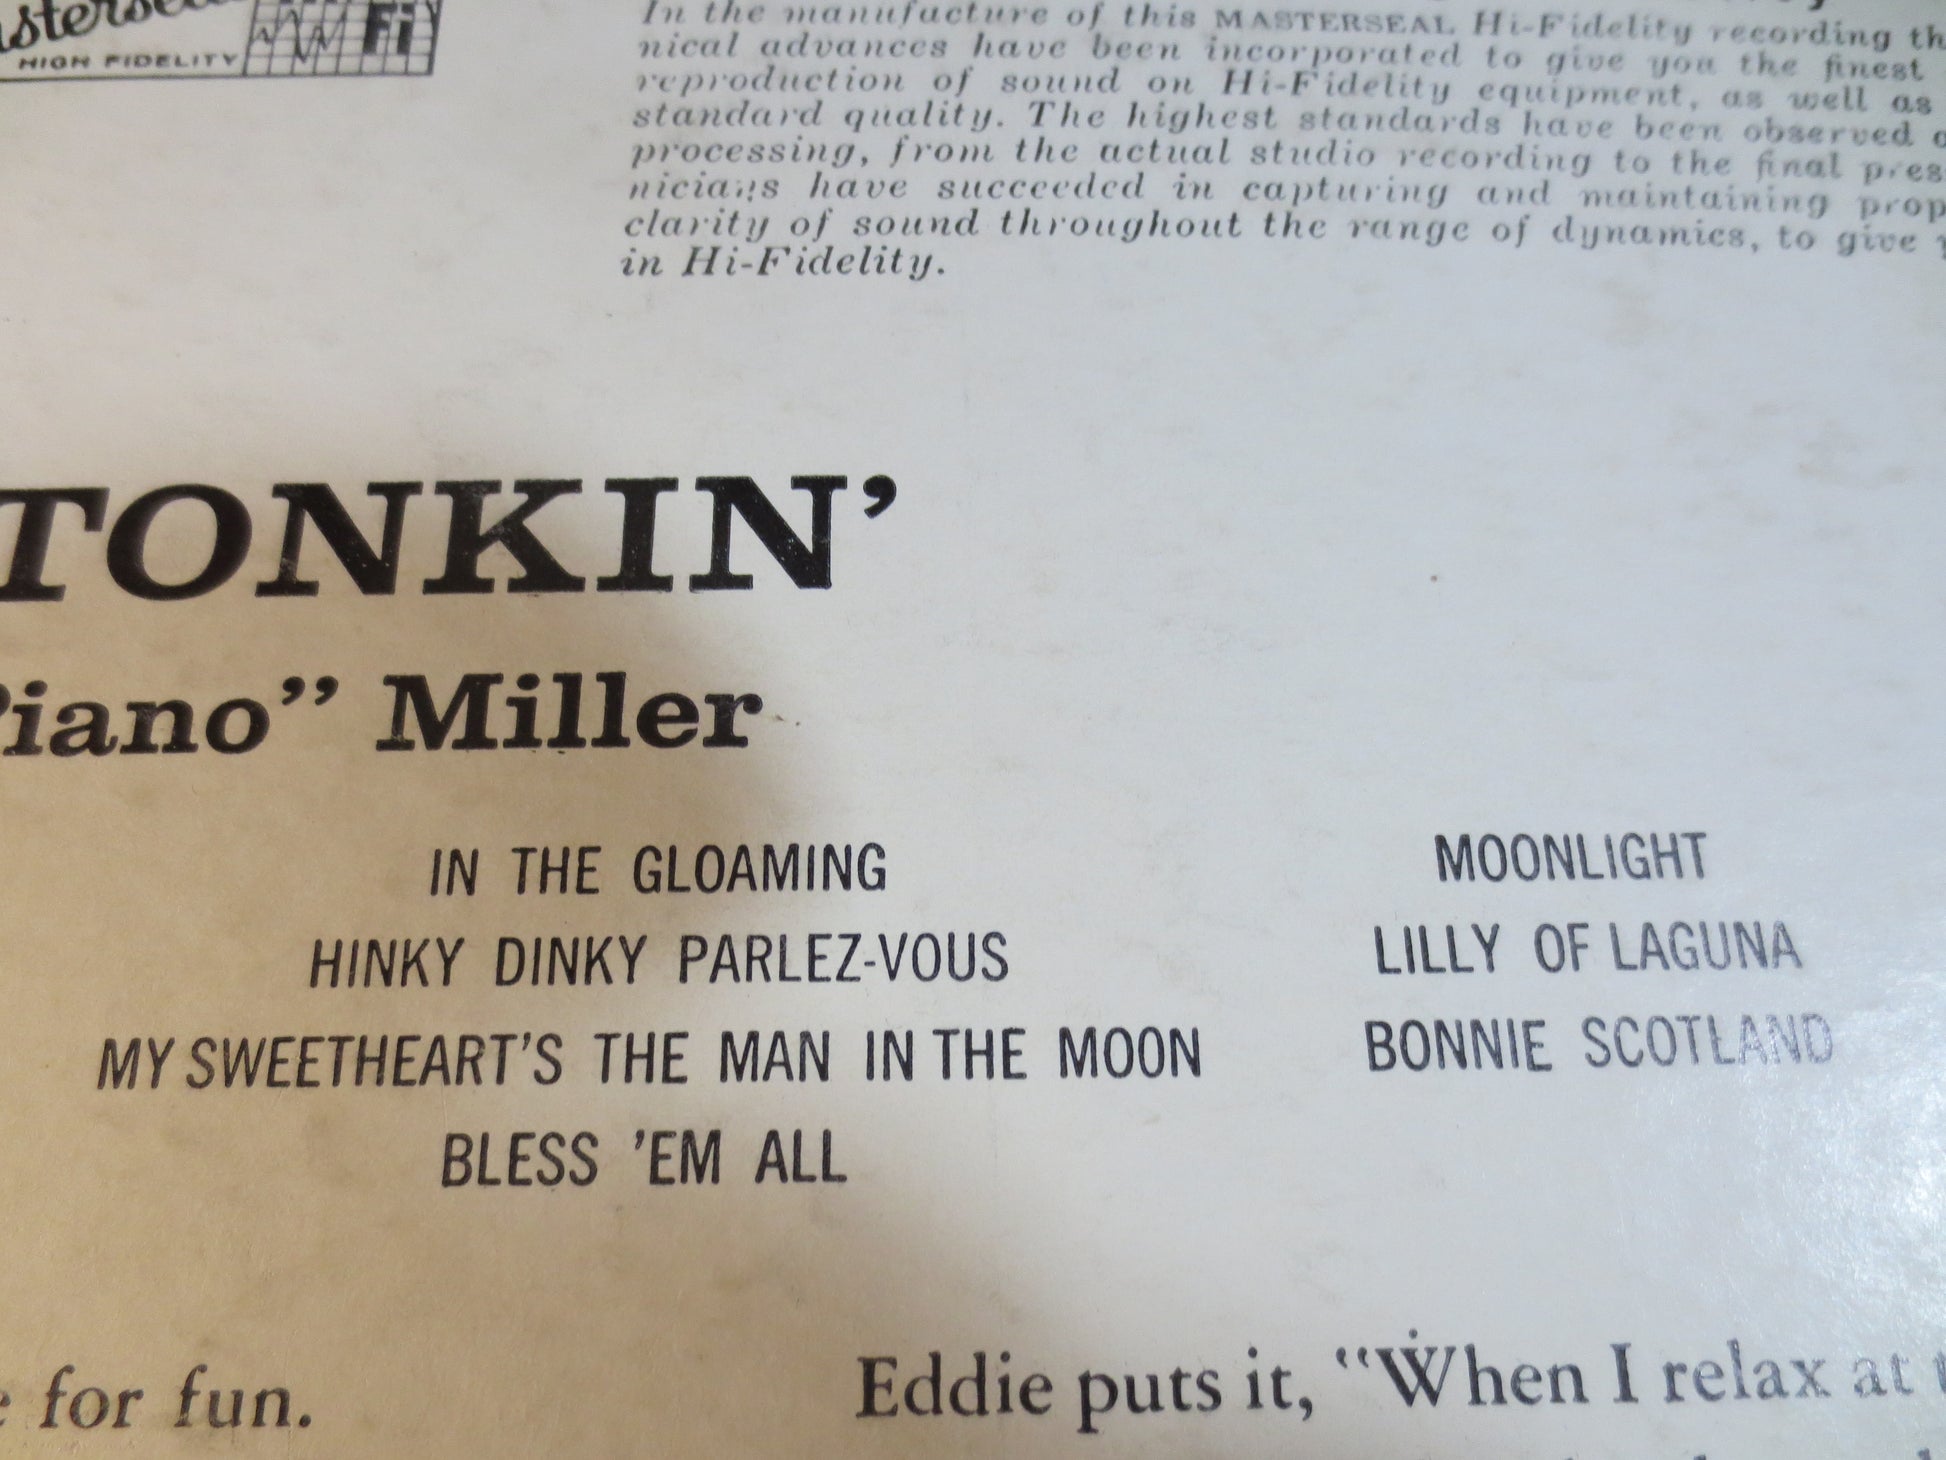 HIGH FIDELITY
Fi
In the manufacture of this MASTERSEAL Hi-Fidelity recording
nical advances have been incorporated to give you the finest
reproduction of sound on Hi-Fidelity equipment, as well as
standard quality. The highest standards have been observed
processing, from the actual studio recording to the final
nicians have succeeded in capturing and maintaining
clarity of sound throughout the range of dynamics, to give
in Hi-Fidelity.
TONKIN’
Piano” Miller
IN THE GLOAMING
HINKY DINKY PARLEZ-VOUS
MY SWEETHEART’S THE MAN IN THE MOON
BLESS ’EM ALL
MOONLIGHT
LILLY OF LAGUNA
BONNIE SCOTLAND
for fun.
Eddie puts it, “When I relax at